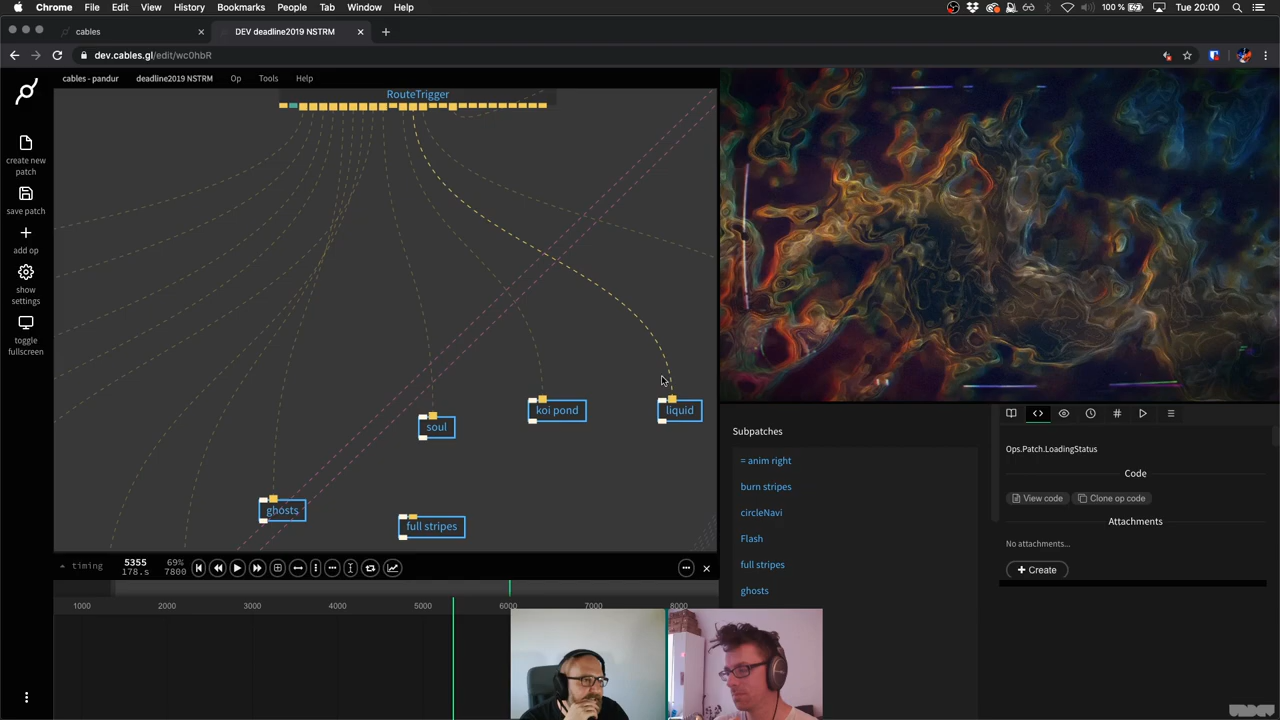 Chrome File Edit View History Bookmarks People Tab Window Help 100 % Tue 20:00
cables DEV deadline2019 NSTRM
dev.cables.gl/edit/wc0hbR
cables - pandur deadline2019 NSTRM Op Tools Help
RouteTrigger
create new
patch
save patch
add op
show
settings
toggle
fullscreen
koi pond liquid
soul
ghosts
full stripes
Subpatches
= anim right
burn stripes
circleNavi
Flash
full stripes
ghosts
Ops.Patch.LoadingStatus
Code
View code Clone op code
Attachments
No attachments...
+ Create
timing 5355 69%
178.s 7800
1000 2000 3000 4000 5000 6000 7000 8000